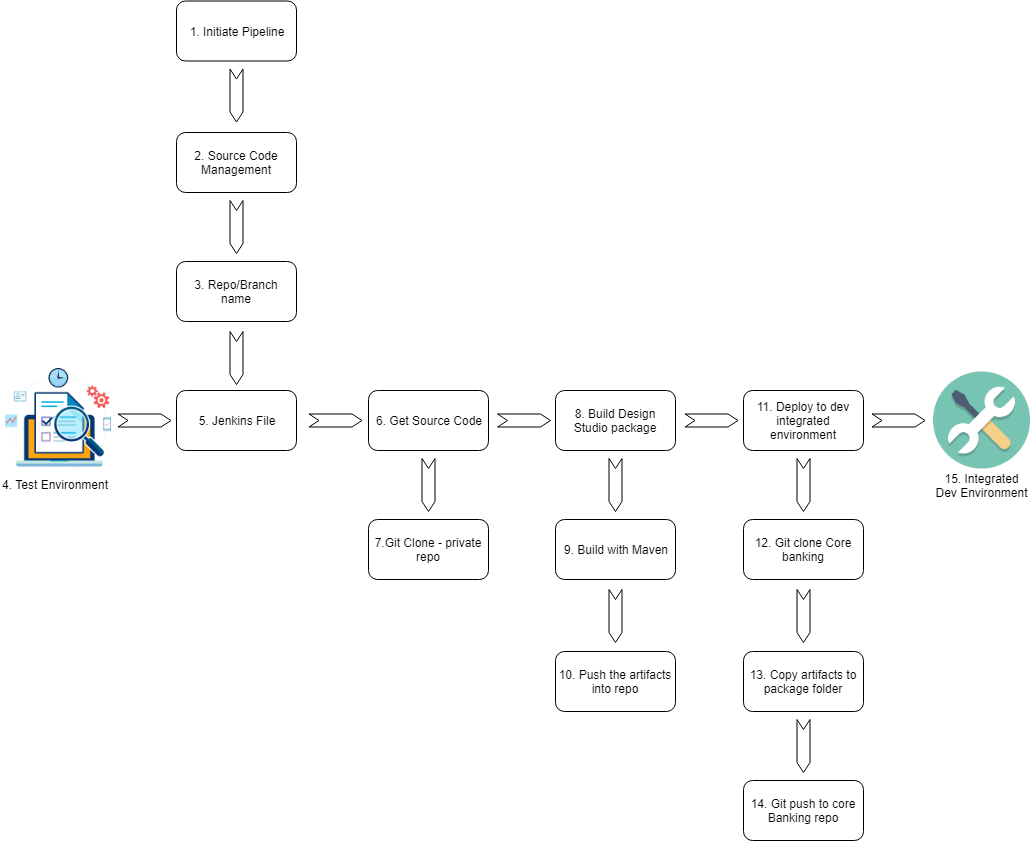 1. Initiate Pipeline
2. Source Code
Management
3. Repo/Branch
name
4. Test Environment
5. Jenkins File
6. Get Source Code
7.Git Clone - private
repo
8. Build Design
Studio package
9. Build with Maven
10. Push the artifacts
into repo
11. Deploy to dev
integrated
environment
12. Git clone Core
banking
13. Copy artifacts to
package folder
14. Git push to core
Banking repo
15. Integrated
Dev Environment